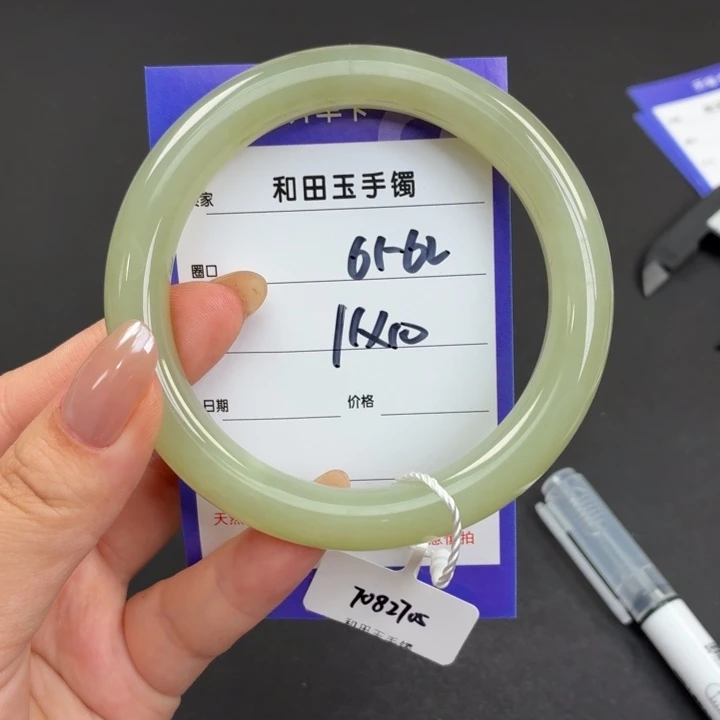 和田玉手镯
家
圈口 61-62
11X10
日期 价格
天然
拍
7082705
和田玉手镯